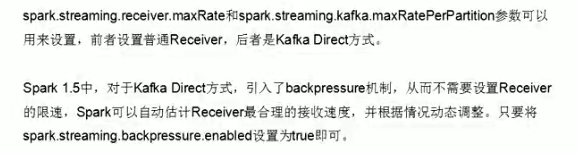 spark.streaming.receiver.maxRate和spark.streaming.kafka.maxRatePerPartition参数可以
用来设置，前者设置普通Receiver，后者是Kafka Direct方式。
Spark 1.5中，对于Kafka Direct方式，引入了backpressure机制，从而不需要设置Receiver
的限速，Spark可以自动估计Receiver最合理的接收速度，并根据情况动态调整。只要将
spark.streaming.backpressure.enabled设置为true即可。